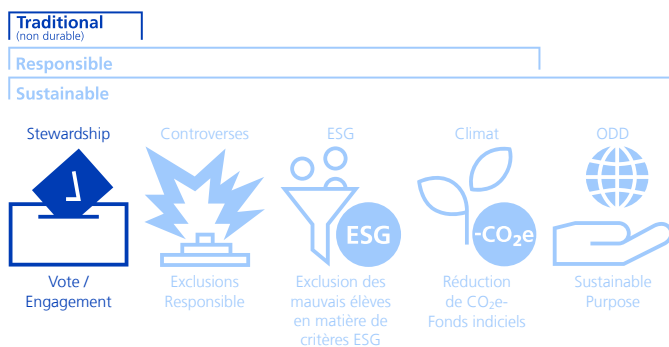 Traditional
(non durable)
Responsible
Sustainable
Stewardship
Controverses
ESG
Climat
ODD
1
ESG
-CO₂e
Vote /
Engagement
Exclusions
Responsible
Exclusion des
mauvais élèves
en matière de
critères ESG
Réduction
de CO₂e-
Fonds indiciels
Sustainable
Purpose